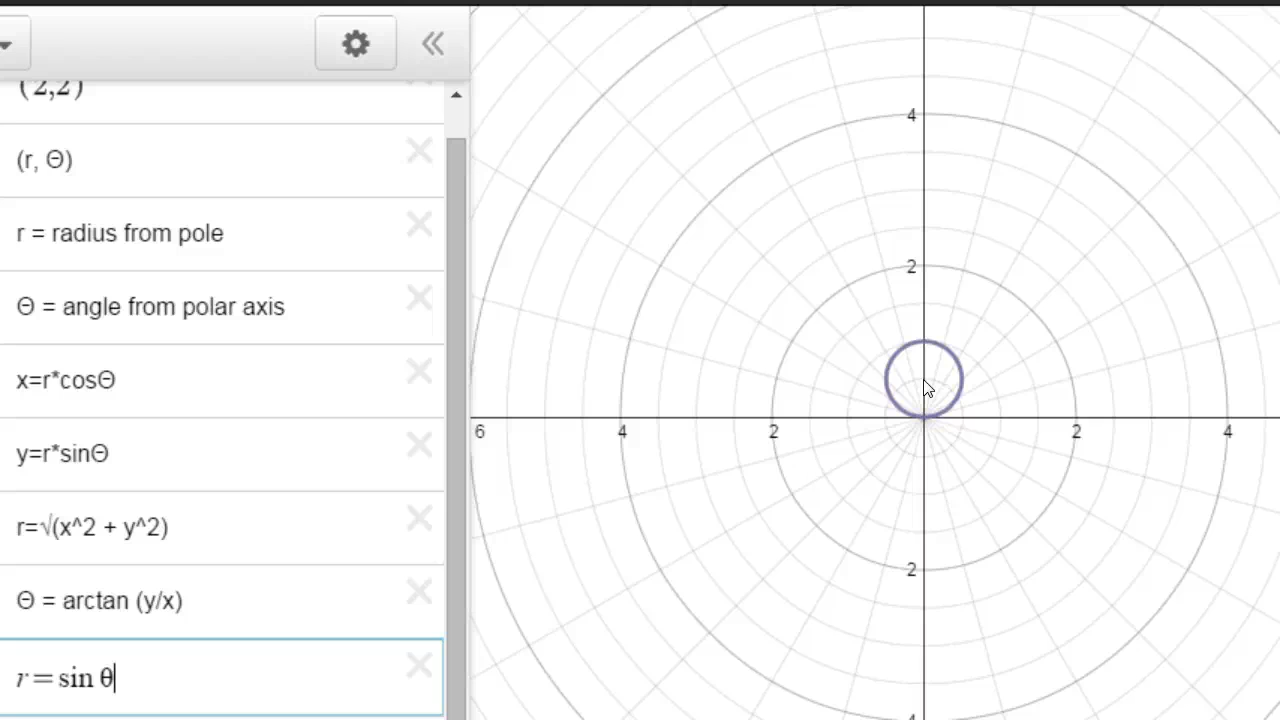 (2,2)
(r, Θ)
r = radius from pole
Θ = angle from polar axis
x=r*cosΘ
y=r*sinΘ
r=√(x^2 + y^2)
Θ = arctan (y/x)
r = sin θ
4
2
6 4 2 2 4
2
4